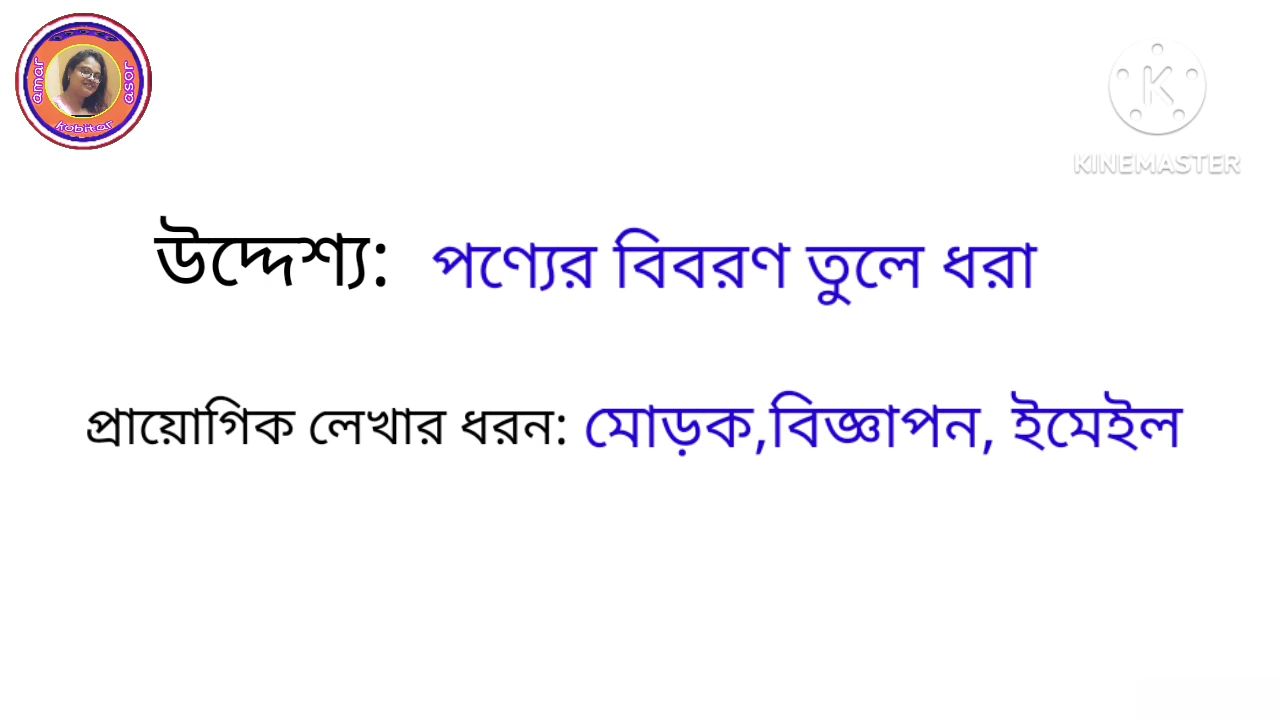 amar kobitar asor
KINEMASTER
উদ্দেশ্য: পণ্যের বিবরণ তুলে ধরা
প্রায়োগিক লেখার ধরন: মোড়ক,বিজ্ঞাপন, ইমেইল